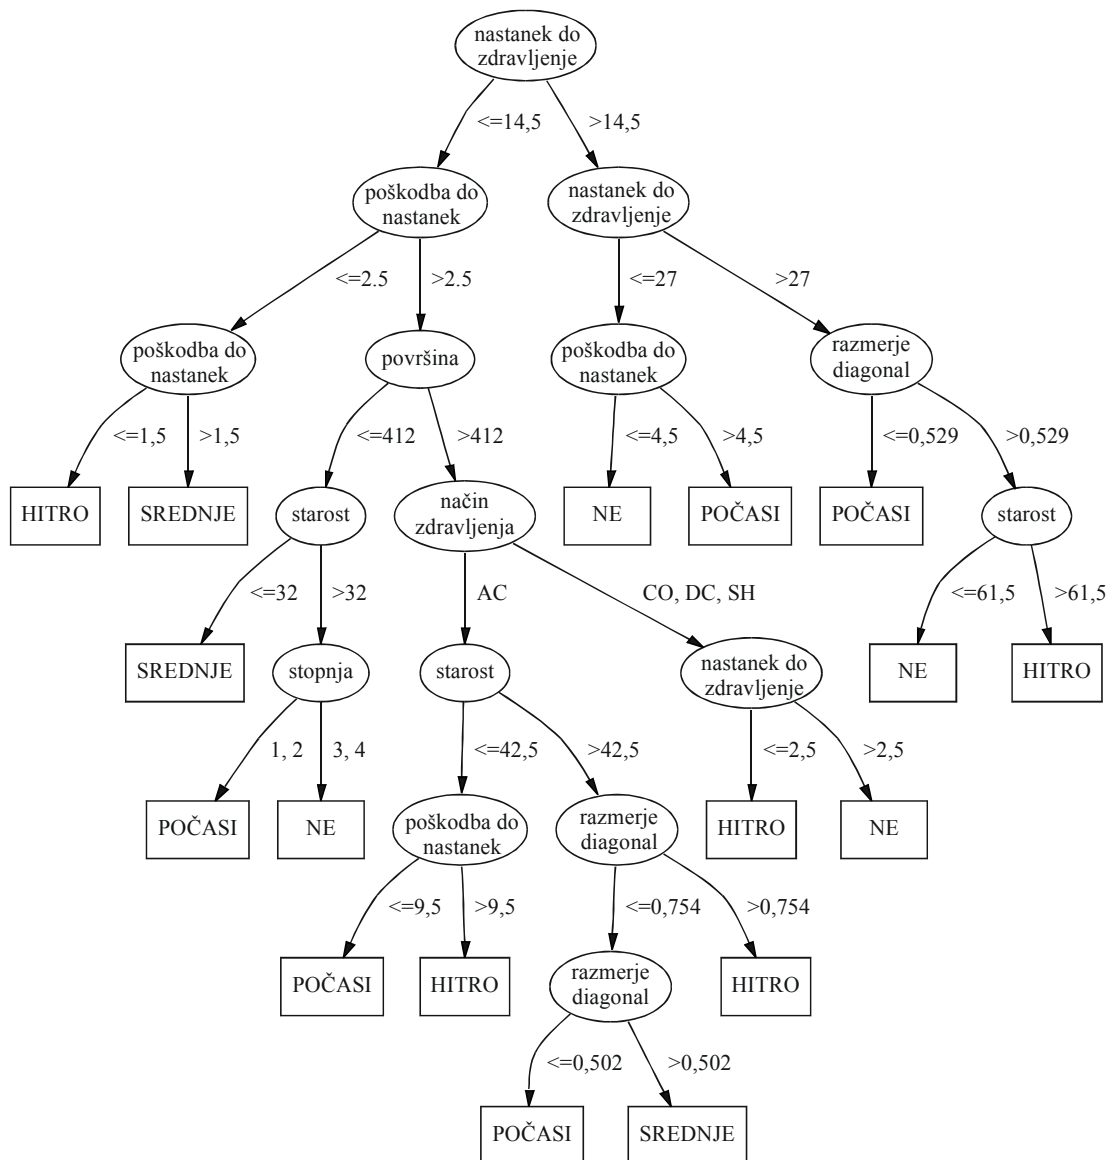 nastanek do
zdravljenje
<=14,5
>14,5
poškodba do
nastanek
nastanek do
zdravljenje
<=2.5
>2.5
<=27
>27
poškodba do
nastanek
površina
poškodba do
nastanek
razmerje
diagonal
<=1,5
>1,5
<=412
>412
<=4,5
>4,5
<=0,529
>0,529
HITRO
SREDNJE
starost
način
zdravljenja
NE
POČASI
POČASI
starost
<=32
>32
AC
CO, DC, SH
<=61,5
>61,5
SREDNJE
stopnja
starost
nastanek do
zdravljenje
NE
HITRO
1, 2
3, 4
<=42,5
>42,5
<=2,5
>2,5
POČASI
NE
poškodba do
nastanek
razmerje
diagonal
HITRO
NE
<=9,5
>9,5
<=0,754
>0,754
POČASI
HITRO
razmerje
diagonal
HITRO
<=0,502
>0,502
POČASI
SREDNJE